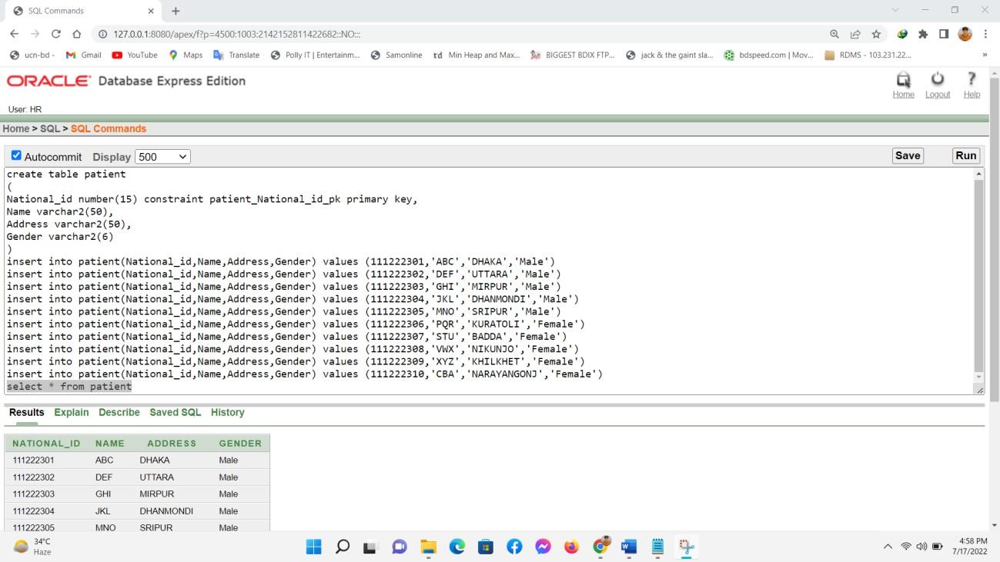 SQL Commands
127.0.0.1:8080/apex/f?p=4500:1003:2142152811422682::NO:::
ucn-bd - Gmail YouTube Maps Translate Polly IT | Entertainm... Samonline rd Min Heap and Max... BIGGEST BDIX FTP... jack & the gaint sla... bdspeed.com | Mov... RDMS - 103.231.22... »
ORACLE Database Express Edition
Home Logout Help
User: HR
Home > SQL > SQL Commands
Autocommit Display 500 Save Run
create table patient
(
National_id number(15) constraint patient_National_id_pk primary key,
Name varchar2(50),
Address varchar2(50),
Gender varchar2(6)
)
insert into patient(National_id,Name,Address,Gender) values (111222301,'ABC','DHAKA','Male')
insert into patient(National_id,Name,Address,Gender) values (111222302,'DEF','UTTARA','Male')
insert into patient(National_id,Name,Address,Gender) values (111222303,'GHI','MIRPUR','Male')
insert into patient(National_id,Name,Address,Gender) values (111222304,'JKL','DHANMONDI','Male')
insert into patient(National_id,Name,Address,Gender) values (111222305,'MNO','SRIPUR','Male')
insert into patient(National_id,Name,Address,Gender) values (111222306,'PQR','KURATOLI','Female')
insert into patient(National_id,Name,Address,Gender) values (111222307,'STU','BADDA','Female')
insert into patient(National_id,Name,Address,Gender) values (111222308,'VWX','NIKUNJO','Female')
insert into patient(National_id,Name,Address,Gender) values (111222309,'XYZ','KHILKHET','Female')
insert into patient(National_id,Name,Address,Gender) values (111222310,'CBA','NARAYANGONJ','Female')
select * from patient
Results Explain Describe Saved SQL History
NATIONAL_ID NAME ADDRESS GENDER
111222301 ABC DHAKA Male
111222302 DEF UTTARA Male
111222303 GHI MIRPUR Male
111222304 JKL DHANMONDI Male
111222305 MNO SRIPUR Male
34°C
Haze
4:58 PM
7/17/2022